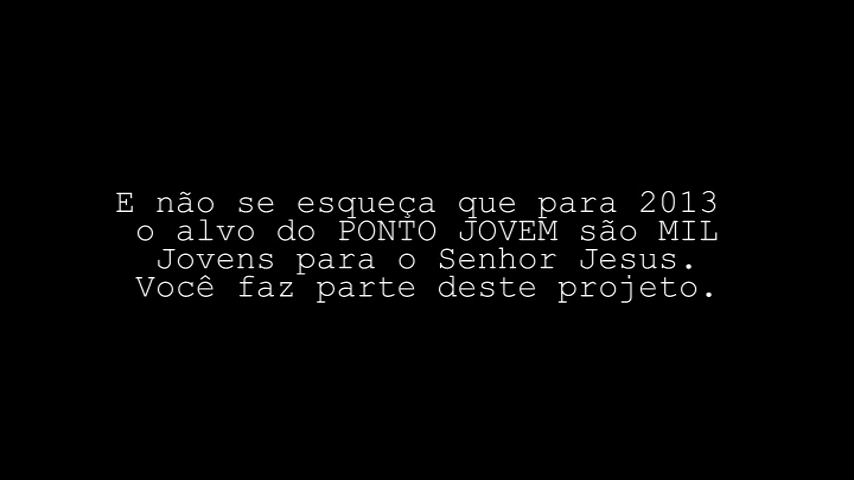 E não se esqueça que para 2013
o alvo do PONTO JOVEM são MIL
Jovens para o Senhor Jesus.
Você faz parte deste projeto.